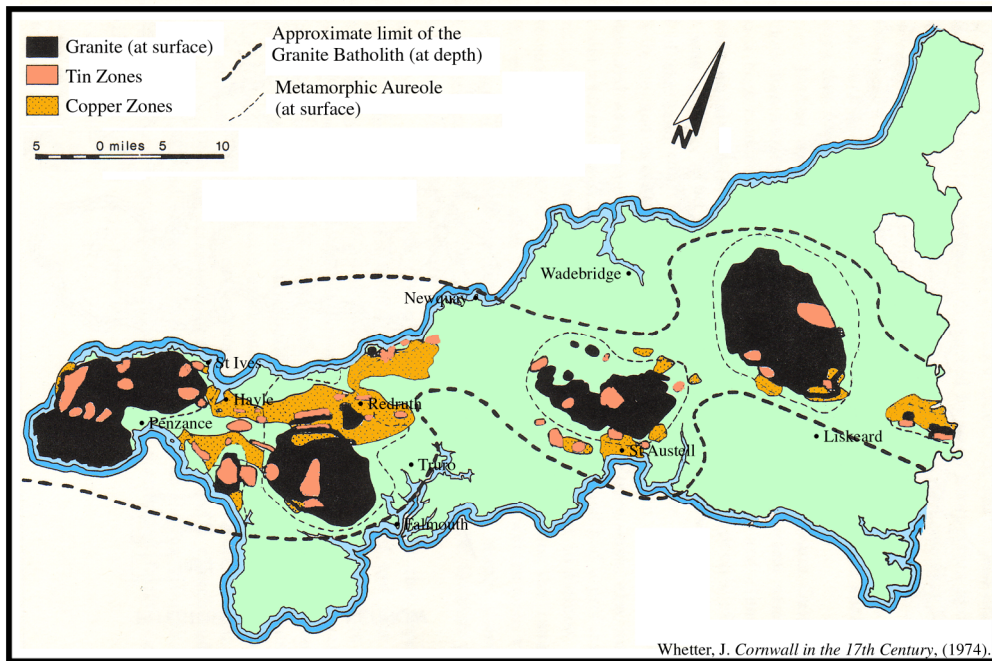 Granite (at surface)
Tin Zones
Copper Zones
Approximate limit of the
Granite Batholith (at depth)
Metamorphic Aureole
(at surface)
5 0 miles 5 10
N
Wadebridge
Newquay
St Ives
Hayle
Redruth
Penzance
Truro
Falmouth
St Austell
Liskeard
Whetter, J. Cornwall in the 17th Century, (1974).